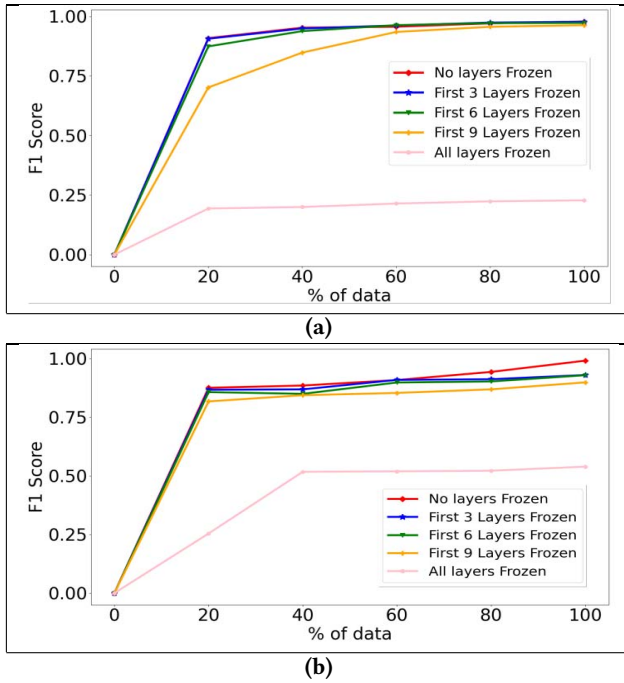 1.00
0.75
0.50
0.25
0.00
F1 Score
No layers Frozen
First 3 Layers Frozen
First 6 Layers Frozen
First 9 Layers Frozen
All layers Frozen
0 20 40 60 80 100
% of data
(a)
1.00
0.75
0.50
0.25
0.00
F1 Score
No layers Frozen
First 3 Layers Frozen
First 6 Layers Frozen
First 9 Layers Frozen
All layers Frozen
0 20 40 60 80 100
% of data
(b)